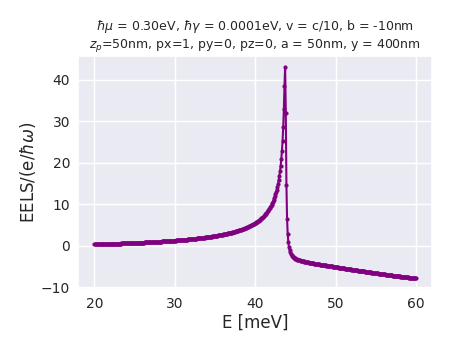 ℏμ = 0.30eV, ℏγ = 0.0001eV, v = c/10, b = -10nm
z_p=50nm, px=1, py=0, pz=0, a = 50nm, y = 400nm
EELS/(e/ℏω)
40
30
20
10
0
−10
20 30 40 50 60
E [meV]